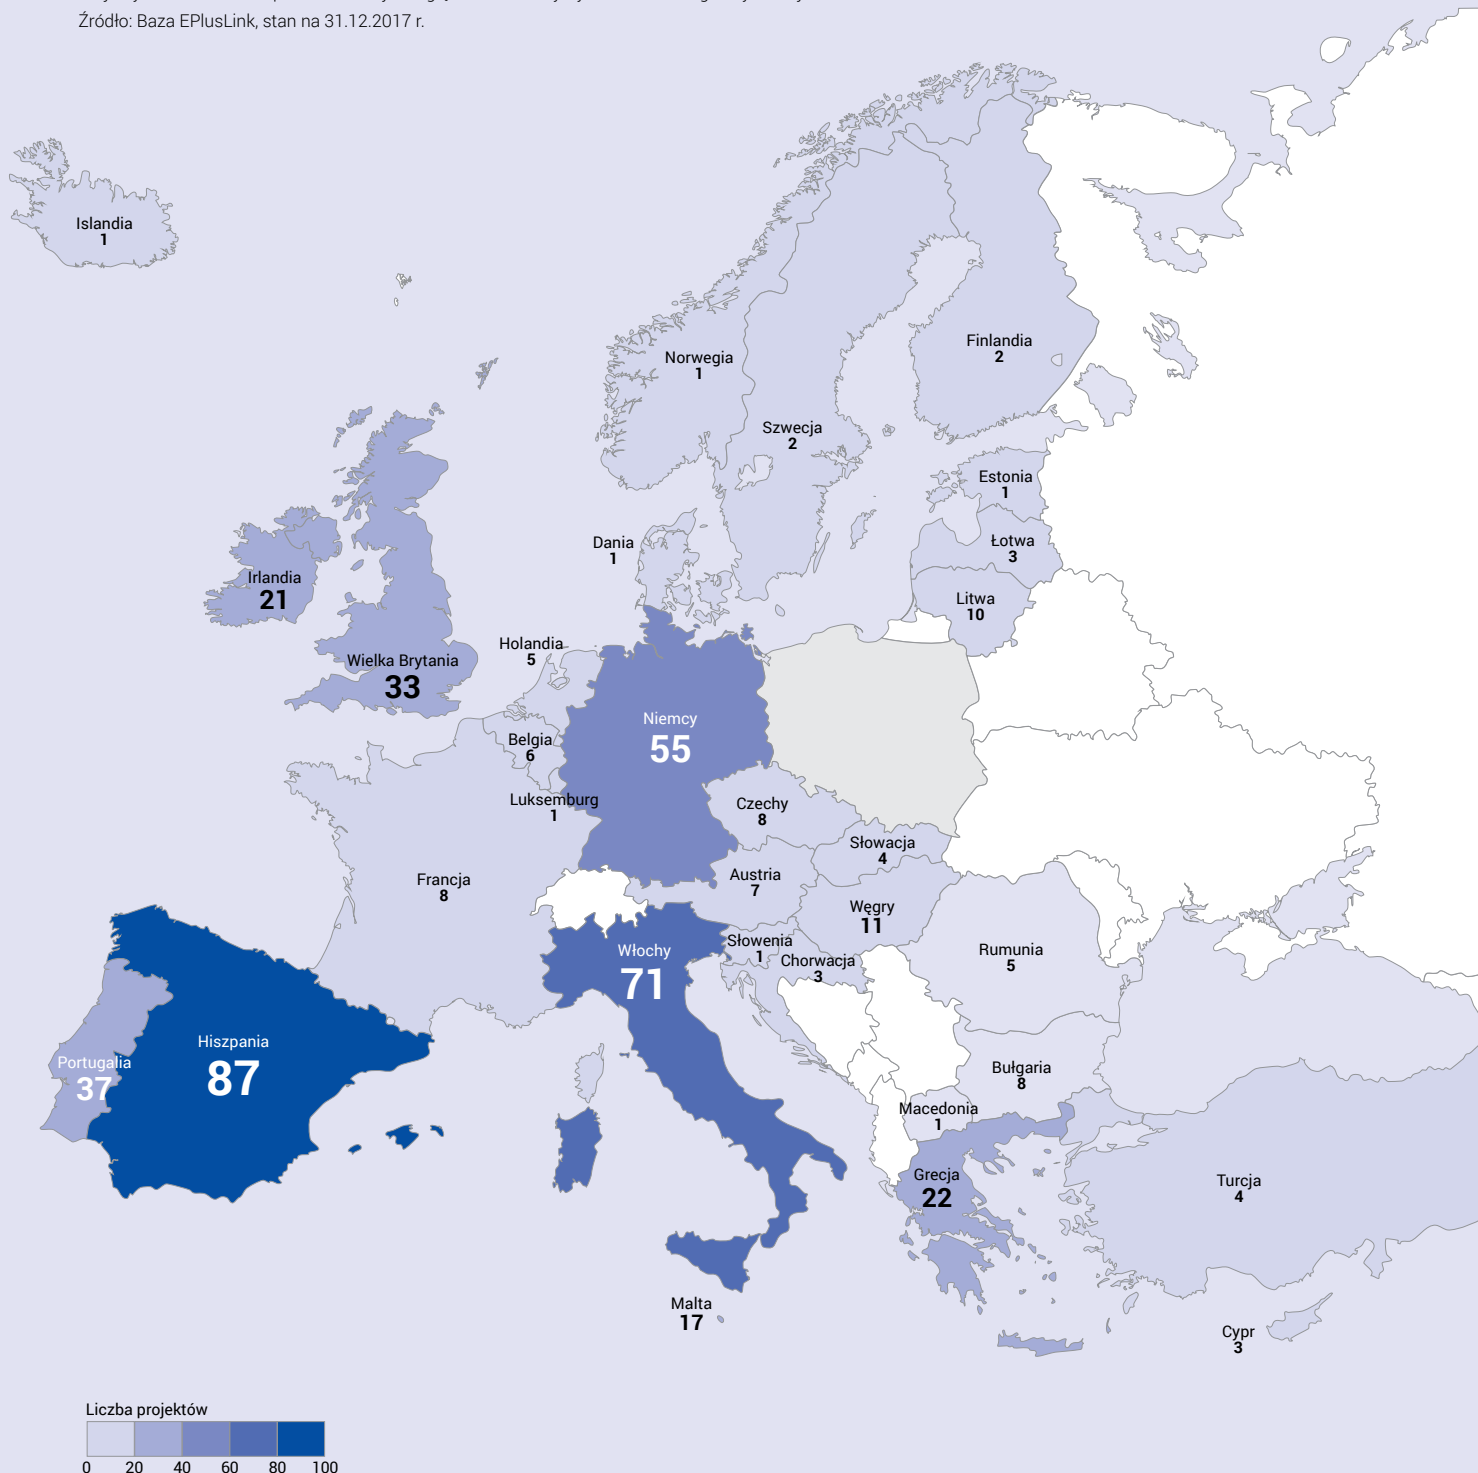 Źródło: Baza EPlusLink, stan na 31.12.2017 r.
Islandia
1
Norwegia
1
Finlandia
2
Szwecja
2
Estonia
1
Łotwa
3
Dania
1
Irlandia
21
Litwa
10
Holandia
5
Wielka Brytania
33
Niemcy
55
Belgia
6
Luksemburg
1
Czechy
8
Słowacja
4
Francja
8
Austria
7
Węgry
11
Włochy
71
Słowenia
1
Chorwacja
3
Rumunia
5
Hiszpania
87
Portugalia
37
Bułgaria
8
Macedonia
1
Grecja
22
Turcja
4
Malta
17
Cypr
3
Liczba projektów
0 20 40 60 80 100